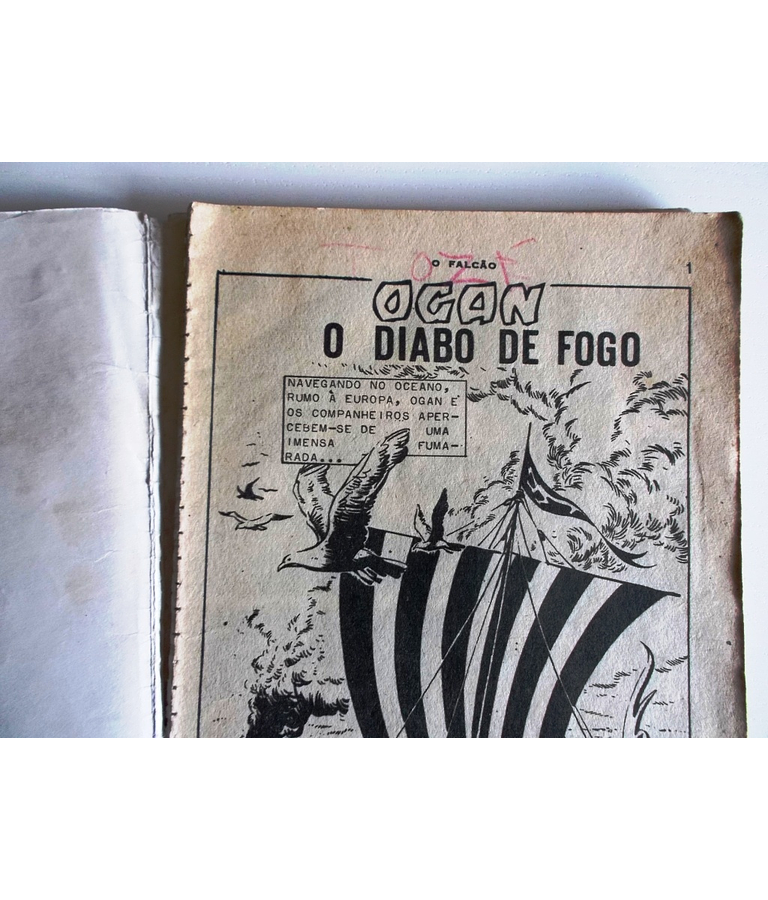 TOZÉ
O FALCÃO
1
OGAN
O DIABO DE FOGO
NAVEGANDO NO OCEANO,
RUMO À EUROPA, OGAN E
OS COMPANHEIROS APER-
CEBEM-SE DE UMA
IMENSA FUMA-
RADA...